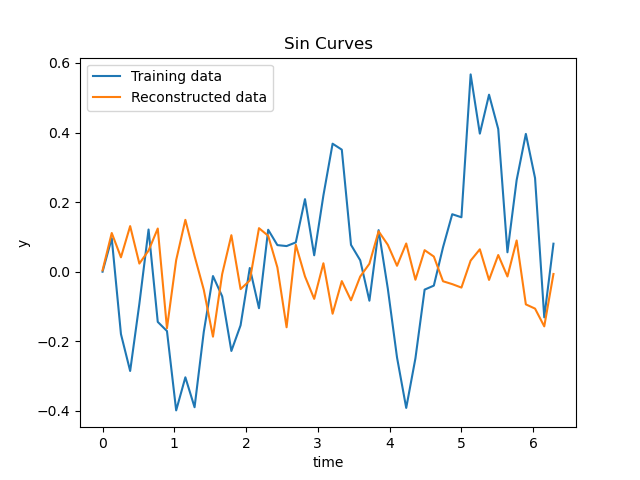 Sin Curves
Training data
Reconstructed data
y
0.6
0.4
0.2
0.0
−0.2
−0.4
0 1 2 3 4 5 6
time